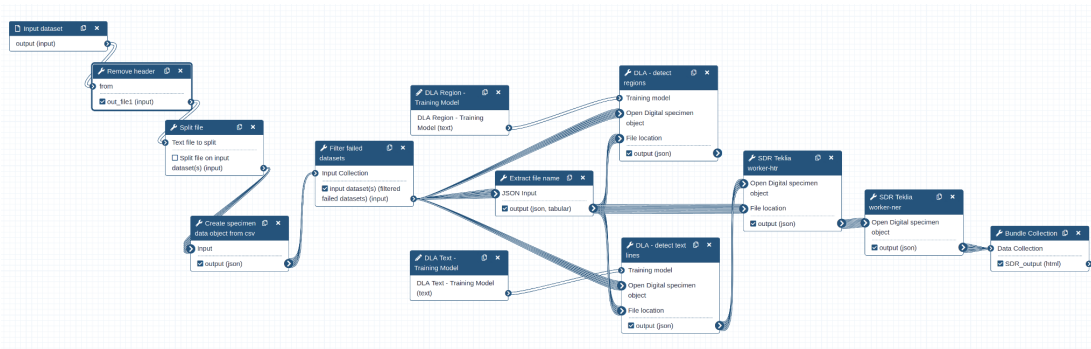 Input dataset
output (input)
Remove header
from
out_file1 (input)
Split file
Text file to split
Split file on input
dataset(s) (input)
Create specimen
data object from csv
input
output (json)
Filter failed
datasets
Input Collection
input dataset(s) (filtered
failed datasets) (input)
DLA Region -
Training Model
DLA Region - Training
Model (text)
Extract file name
JSON Input
output (json, tabular)
DLA Text -
Training Model
DLA Text - Training Model
(text)
DLA - detect
regions
Training model
Open Digital specimen
object
File location
output (json)
DLA - detect text
lines
Training model
Open Digital specimen
object
File location
output (json)
SDR Teklia
worker-htr
Open Digital specimen
object
File location
output (json)
SDR Teklia
worker-ner
Open Digital specimen
object
output (json)
Bundle Collection
Data Collection
SDR_output (html)